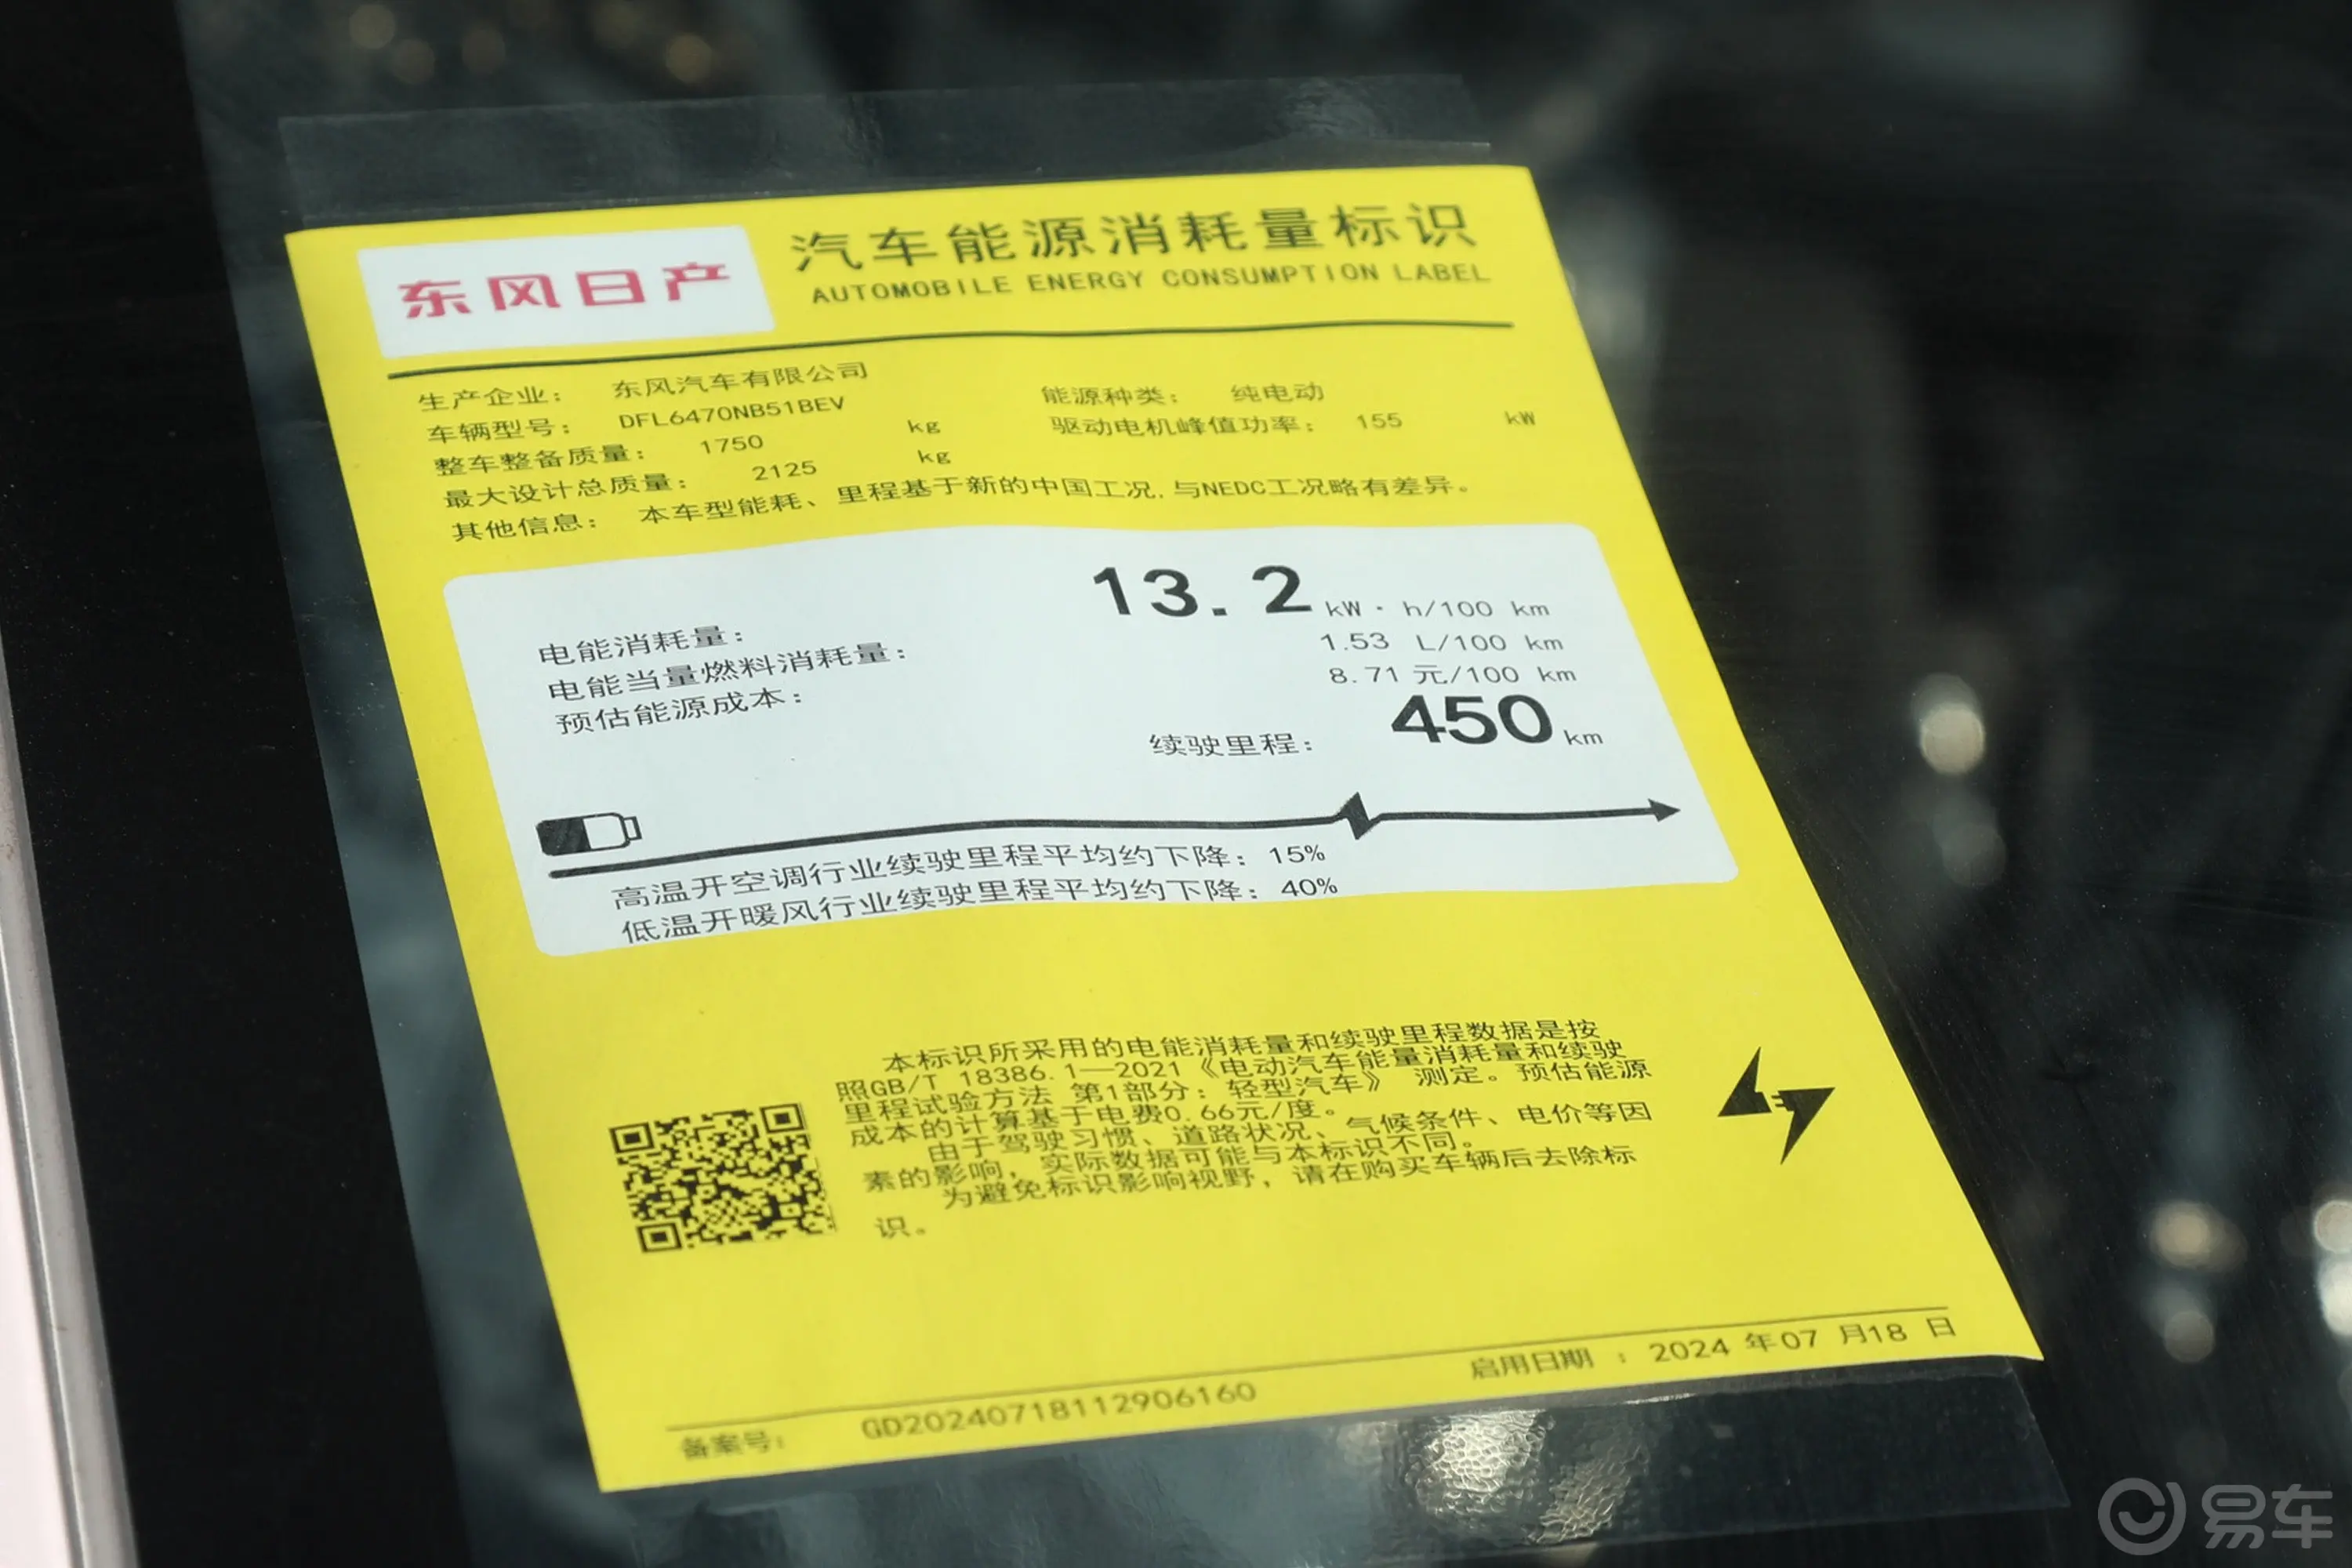 东风日产
汽车能源消耗量标识
AUTOMOBILE ENERGY CONSUMPTION LABEL
生产企业: 东风汽车有限公司
车辆型号: DFL6470NB51BEV
能源种类: 纯电动
整车整备质量: 1750 kg
驱动电机峰值功率: 155 kW
最大设计总质量: 2125 kg
其他信息: 本车型能耗、里程基于新的中国工况,与NEDC工况略有差异。
电能消耗量: 13.2 kW·h/100 km
电能当量燃料消耗量: 1.53 L/100 km
预估能源成本: 8.71 元/100 km
续驶里程: 450 km
高温开空调行业续驶里程平均约下降: 15%
低温开暖风行业续驶里程平均约下降: 40%
本标识所采用的电能消耗量和续驶里程数据是按
照GB/T 18386.1—2021《电动汽车能量消耗量和续驶
里程试验方法 第1部分: 轻型汽车》 测定。预估能源
成本的计算基于电费0.66元/度。
由于驾驶习惯、道路状况、气候条件、电价等因
素的影响, 实际数据可能与本标识不同。
为避免标识影响视野, 请在购买车辆后去除标
识。
启用日期 : 2024 年07 月18 日
备案号: GD20240718112906160
易车